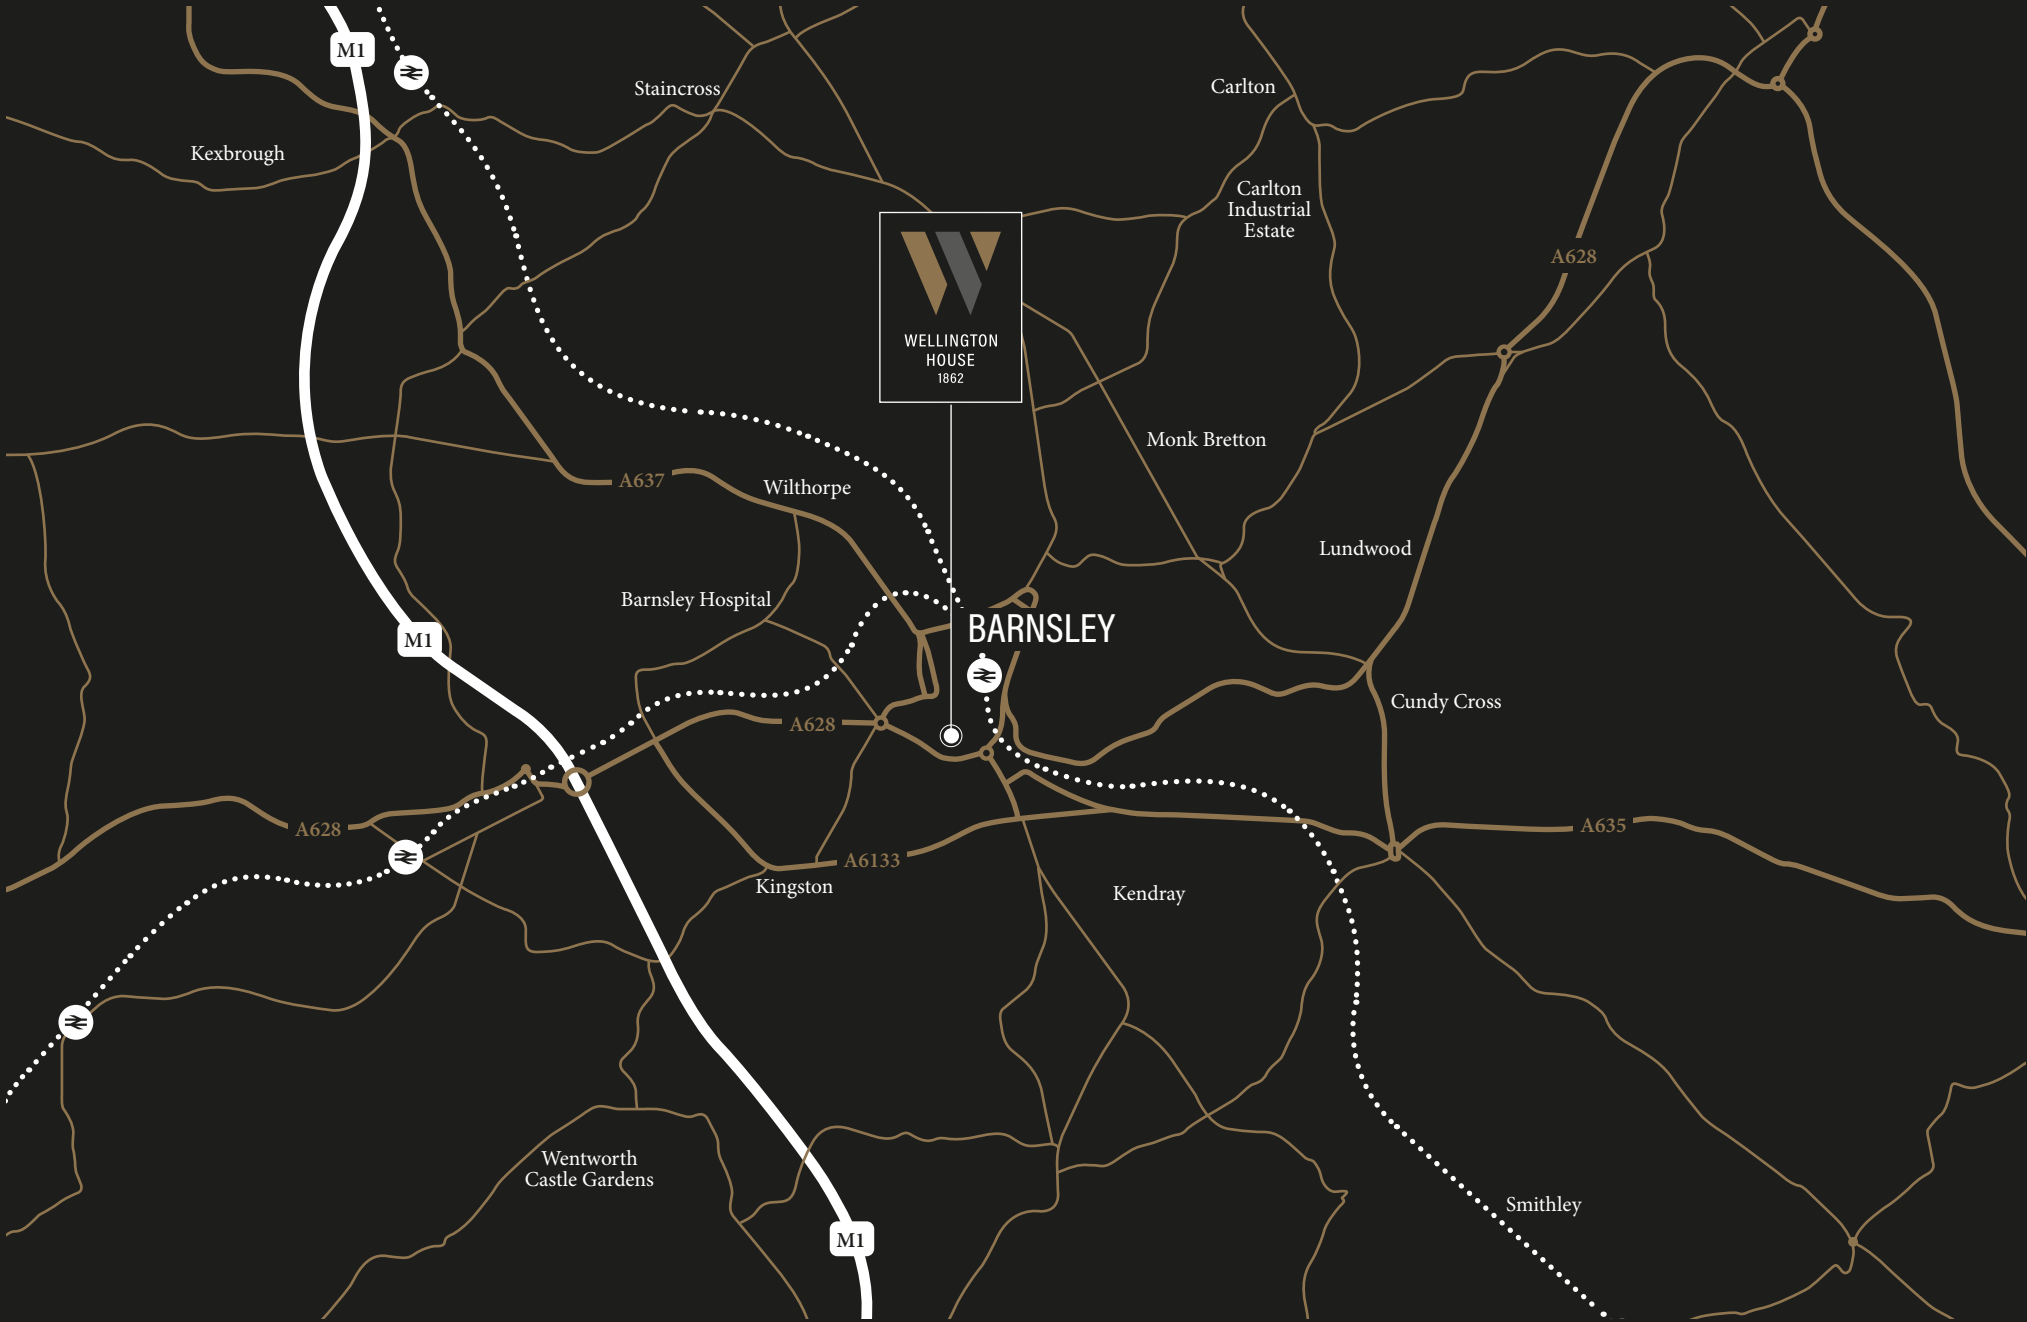 M1
Staincross
Carlton
Kexbrough
Carlton
Industrial
Estate
A628
WELLINGTON
HOUSE
1862
Monk Bretton
A637
Wilthorpe
Lundwood
Barnsley Hospital
BARNSLEY
M1
Cundy Cross
A628
A628
A635
A6133
Kingston
Kendray
Wentworth
Castle Gardens
Smithley
M1